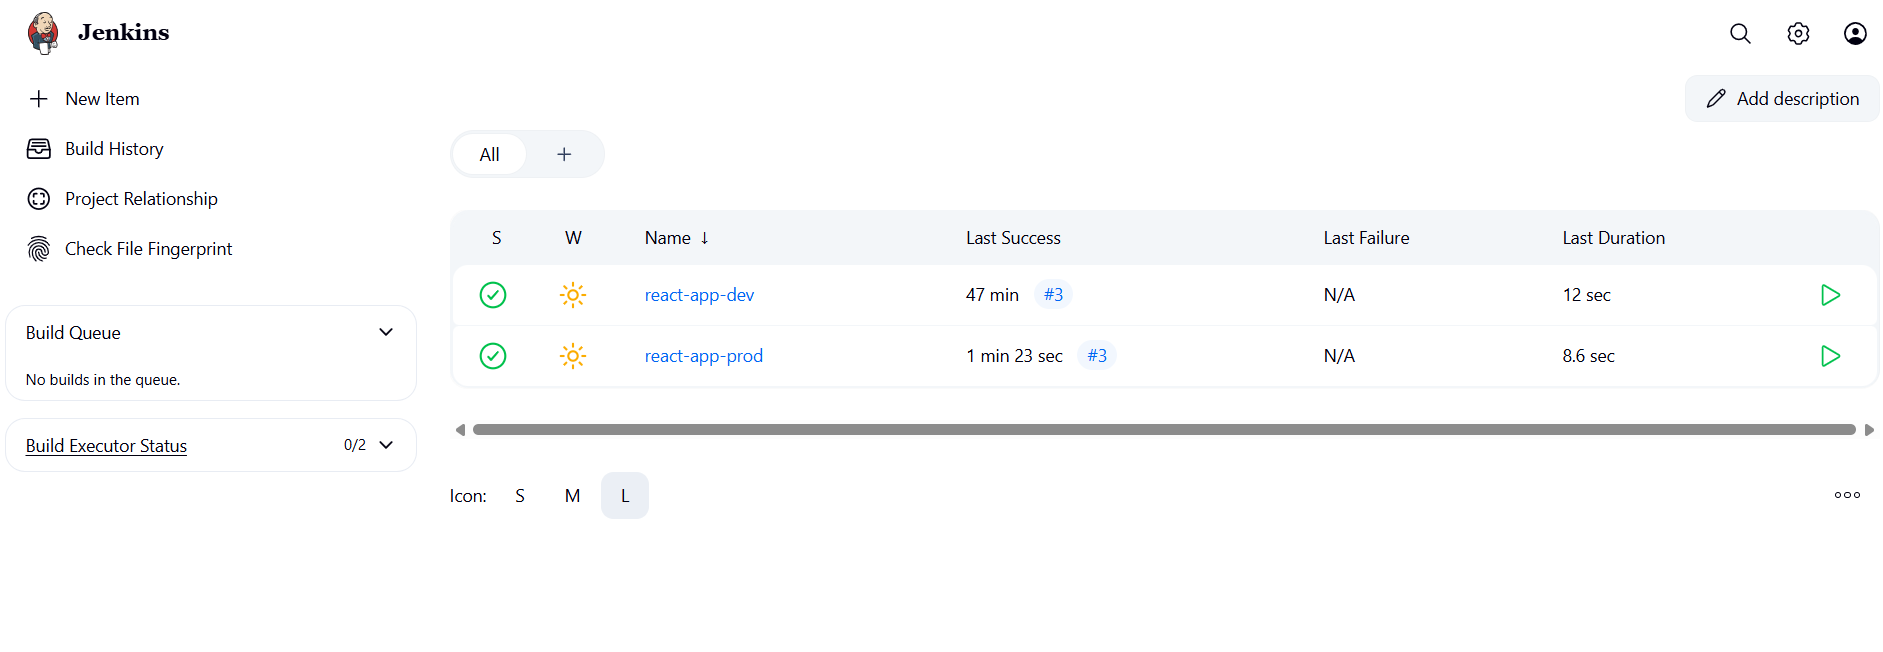 Jenkins
New Item
Build History
Project Relationship
Check File Fingerprint
Build Queue
No builds in the queue.
Build Executor Status 0/2
Add description
All
S W Name ↓ Last Success Last Failure Last Duration
react-app-dev 47 min #3 N/A 12 sec
react-app-prod 1 min 23 sec #3 N/A 8.6 sec
Icon: S M L